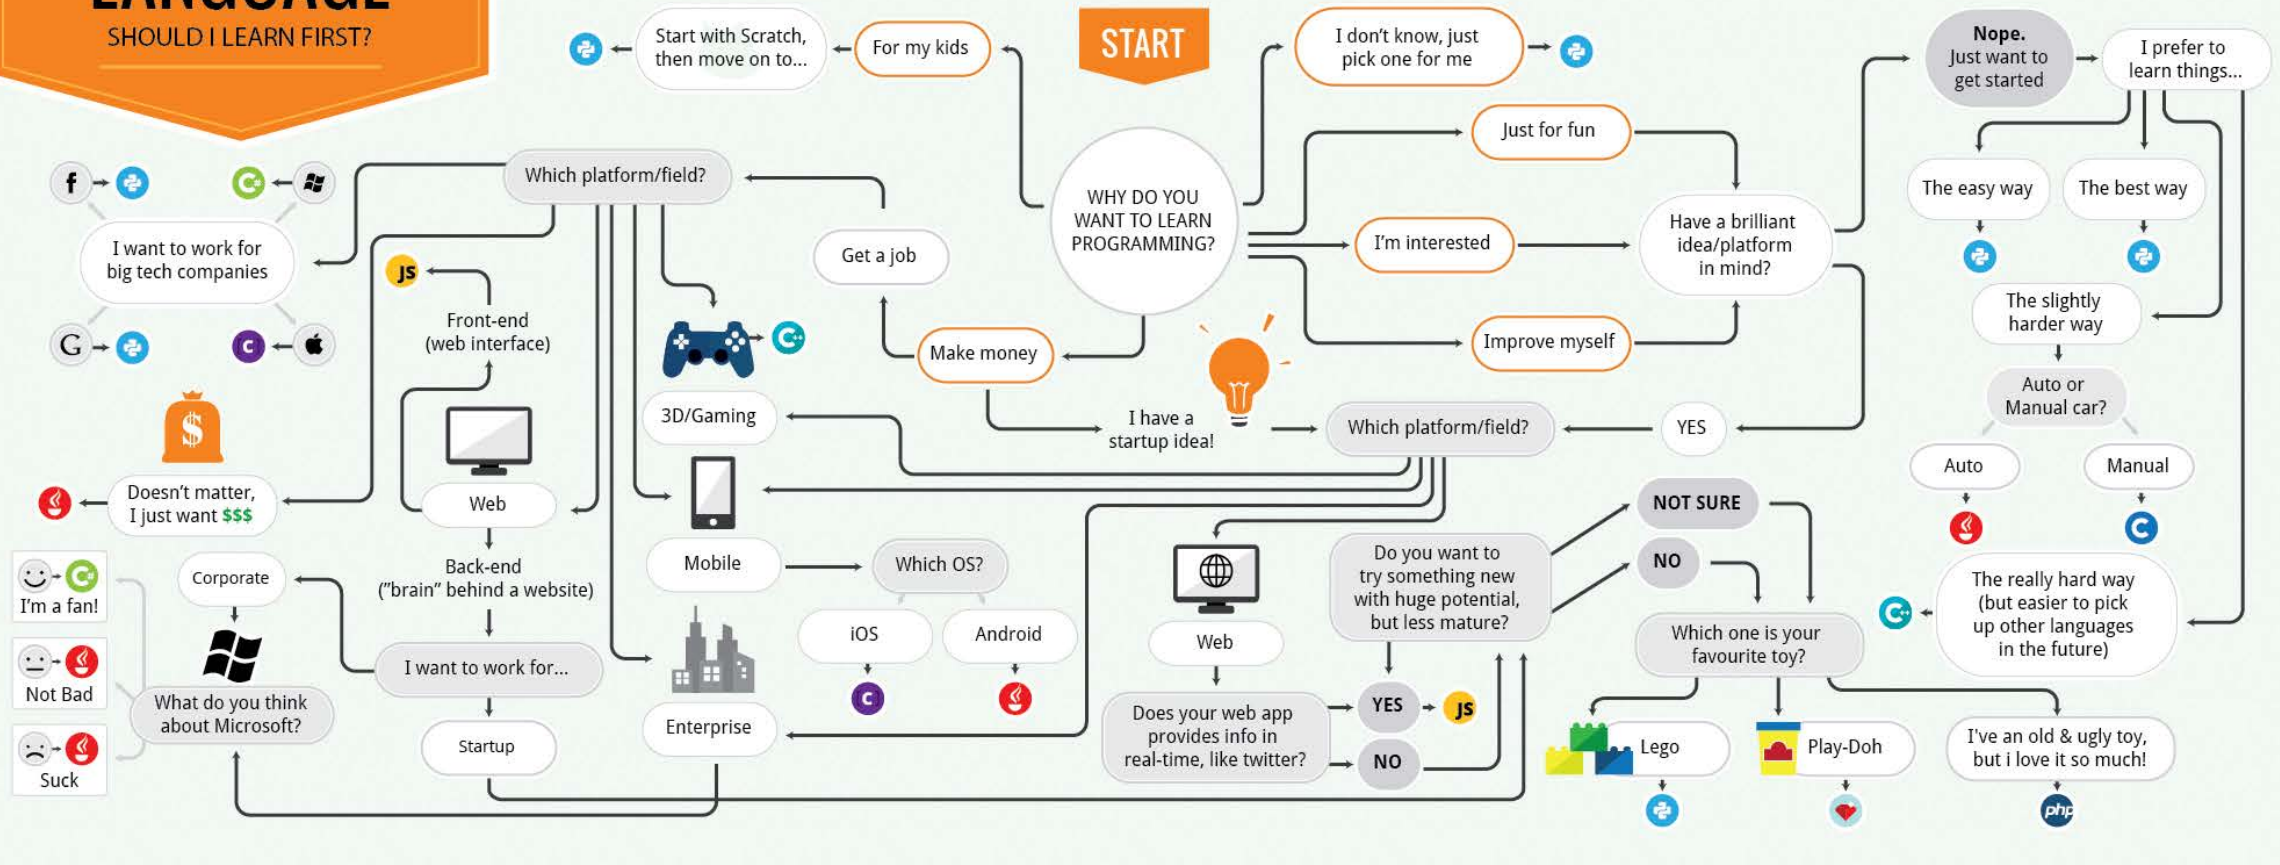 LANGUAGE
SHOULD I LEARN FIRST?
START
WHY DO YOU
WANT TO LEARN
PROGRAMMING?
For my kids
Start with Scratch,
then move on to...
I don't know, just
pick one for me
Just for fun
I'm interested
Improve myself
Have a brilliant
idea/platform
in mind?
Nope.
Just want to
get started
I prefer to
learn things...
The easy way
The best way
The slightly
harder way
Auto or
Manual car?
Auto
Manual
C
The really hard way
(but easier to pick
up other languages
in the future)
C++
YES
Which platform/field?
Make money
I have a
startup idea!
Get a job
Which platform/field?
I want to work for
big tech companies
f
C#
G
C
$
Doesn't matter,
I just want $$$
JS
Front-end
(web interface)
Web
Back-end
("brain" behind a website)
I want to work for...
Corporate
Startup
What do you think
about Microsoft?
C#
I'm a fan!
Not Bad
Suck
C++
3D/Gaming
Mobile
Which OS?
iOS
Android
C
Enterprise
Web
Does your web app
provides info in
real-time, like twitter?
YES
JS
NO
Do you want to
try something new
with huge potential,
but less mature?
NOT SURE
NO
Which one is your
favourite toy?
Lego
Play-Doh
I've an old & ugly toy,
but i love it so much!
php